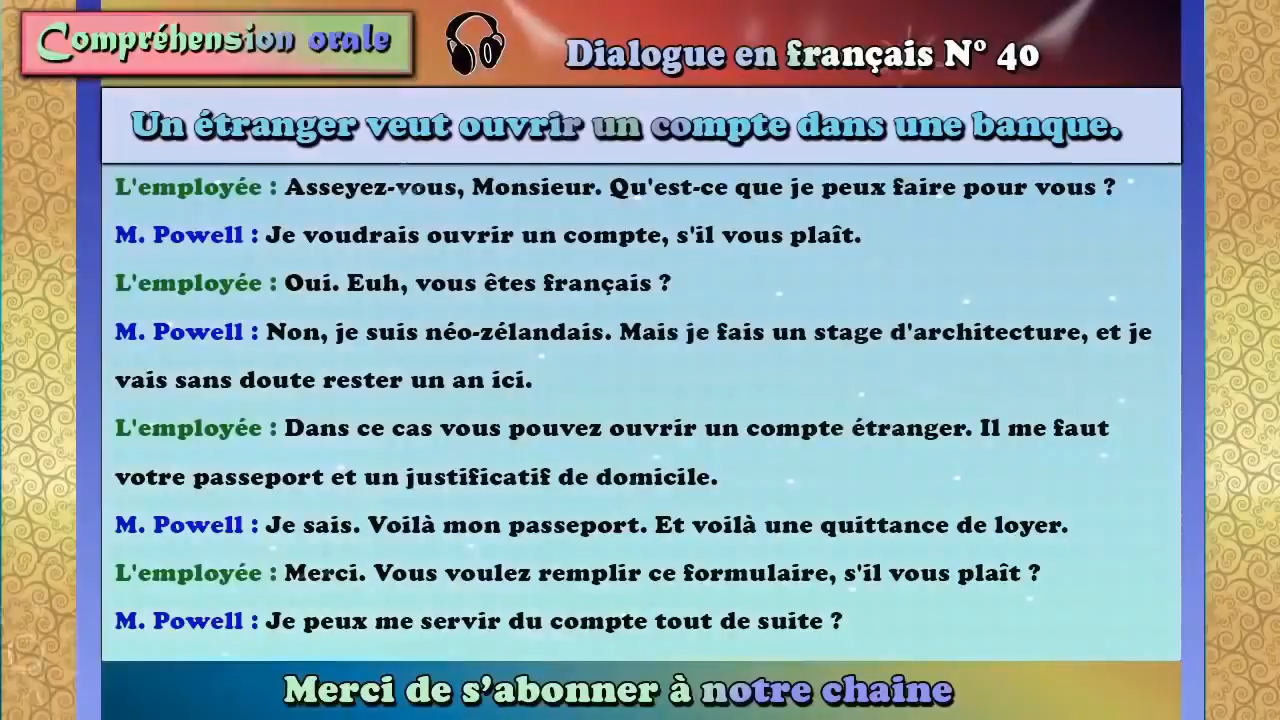 Compréhension orale
Dialogue en français N° 40
Un étranger veut ouvrir un compte dans une banque.
L'employée : Asseyez-vous, Monsieur. Qu'est-ce que je peux faire pour vous ?
M. Powell : Je voudrais ouvrir un compte, s'il vous plaît.
L'employée : Oui. Euh, vous êtes français ?
M. Powell : Non, je suis néo-zélandais. Mais je fais un stage d'architecture, et je
vais sans doute rester un an ici.
L'employée : Dans ce cas vous pouvez ouvrir un compte étranger. Il me faut
votre passeport et un justificatif de domicile.
M. Powell : Je sais. Voilà mon passeport. Et voilà une quittance de loyer.
L'employée : Merci. Vous voulez remplir ce formulaire, s'il vous plaît ?
M. Powell : Je peux me servir du compte tout de suite ?
Merci de s’abonner à notre chaine